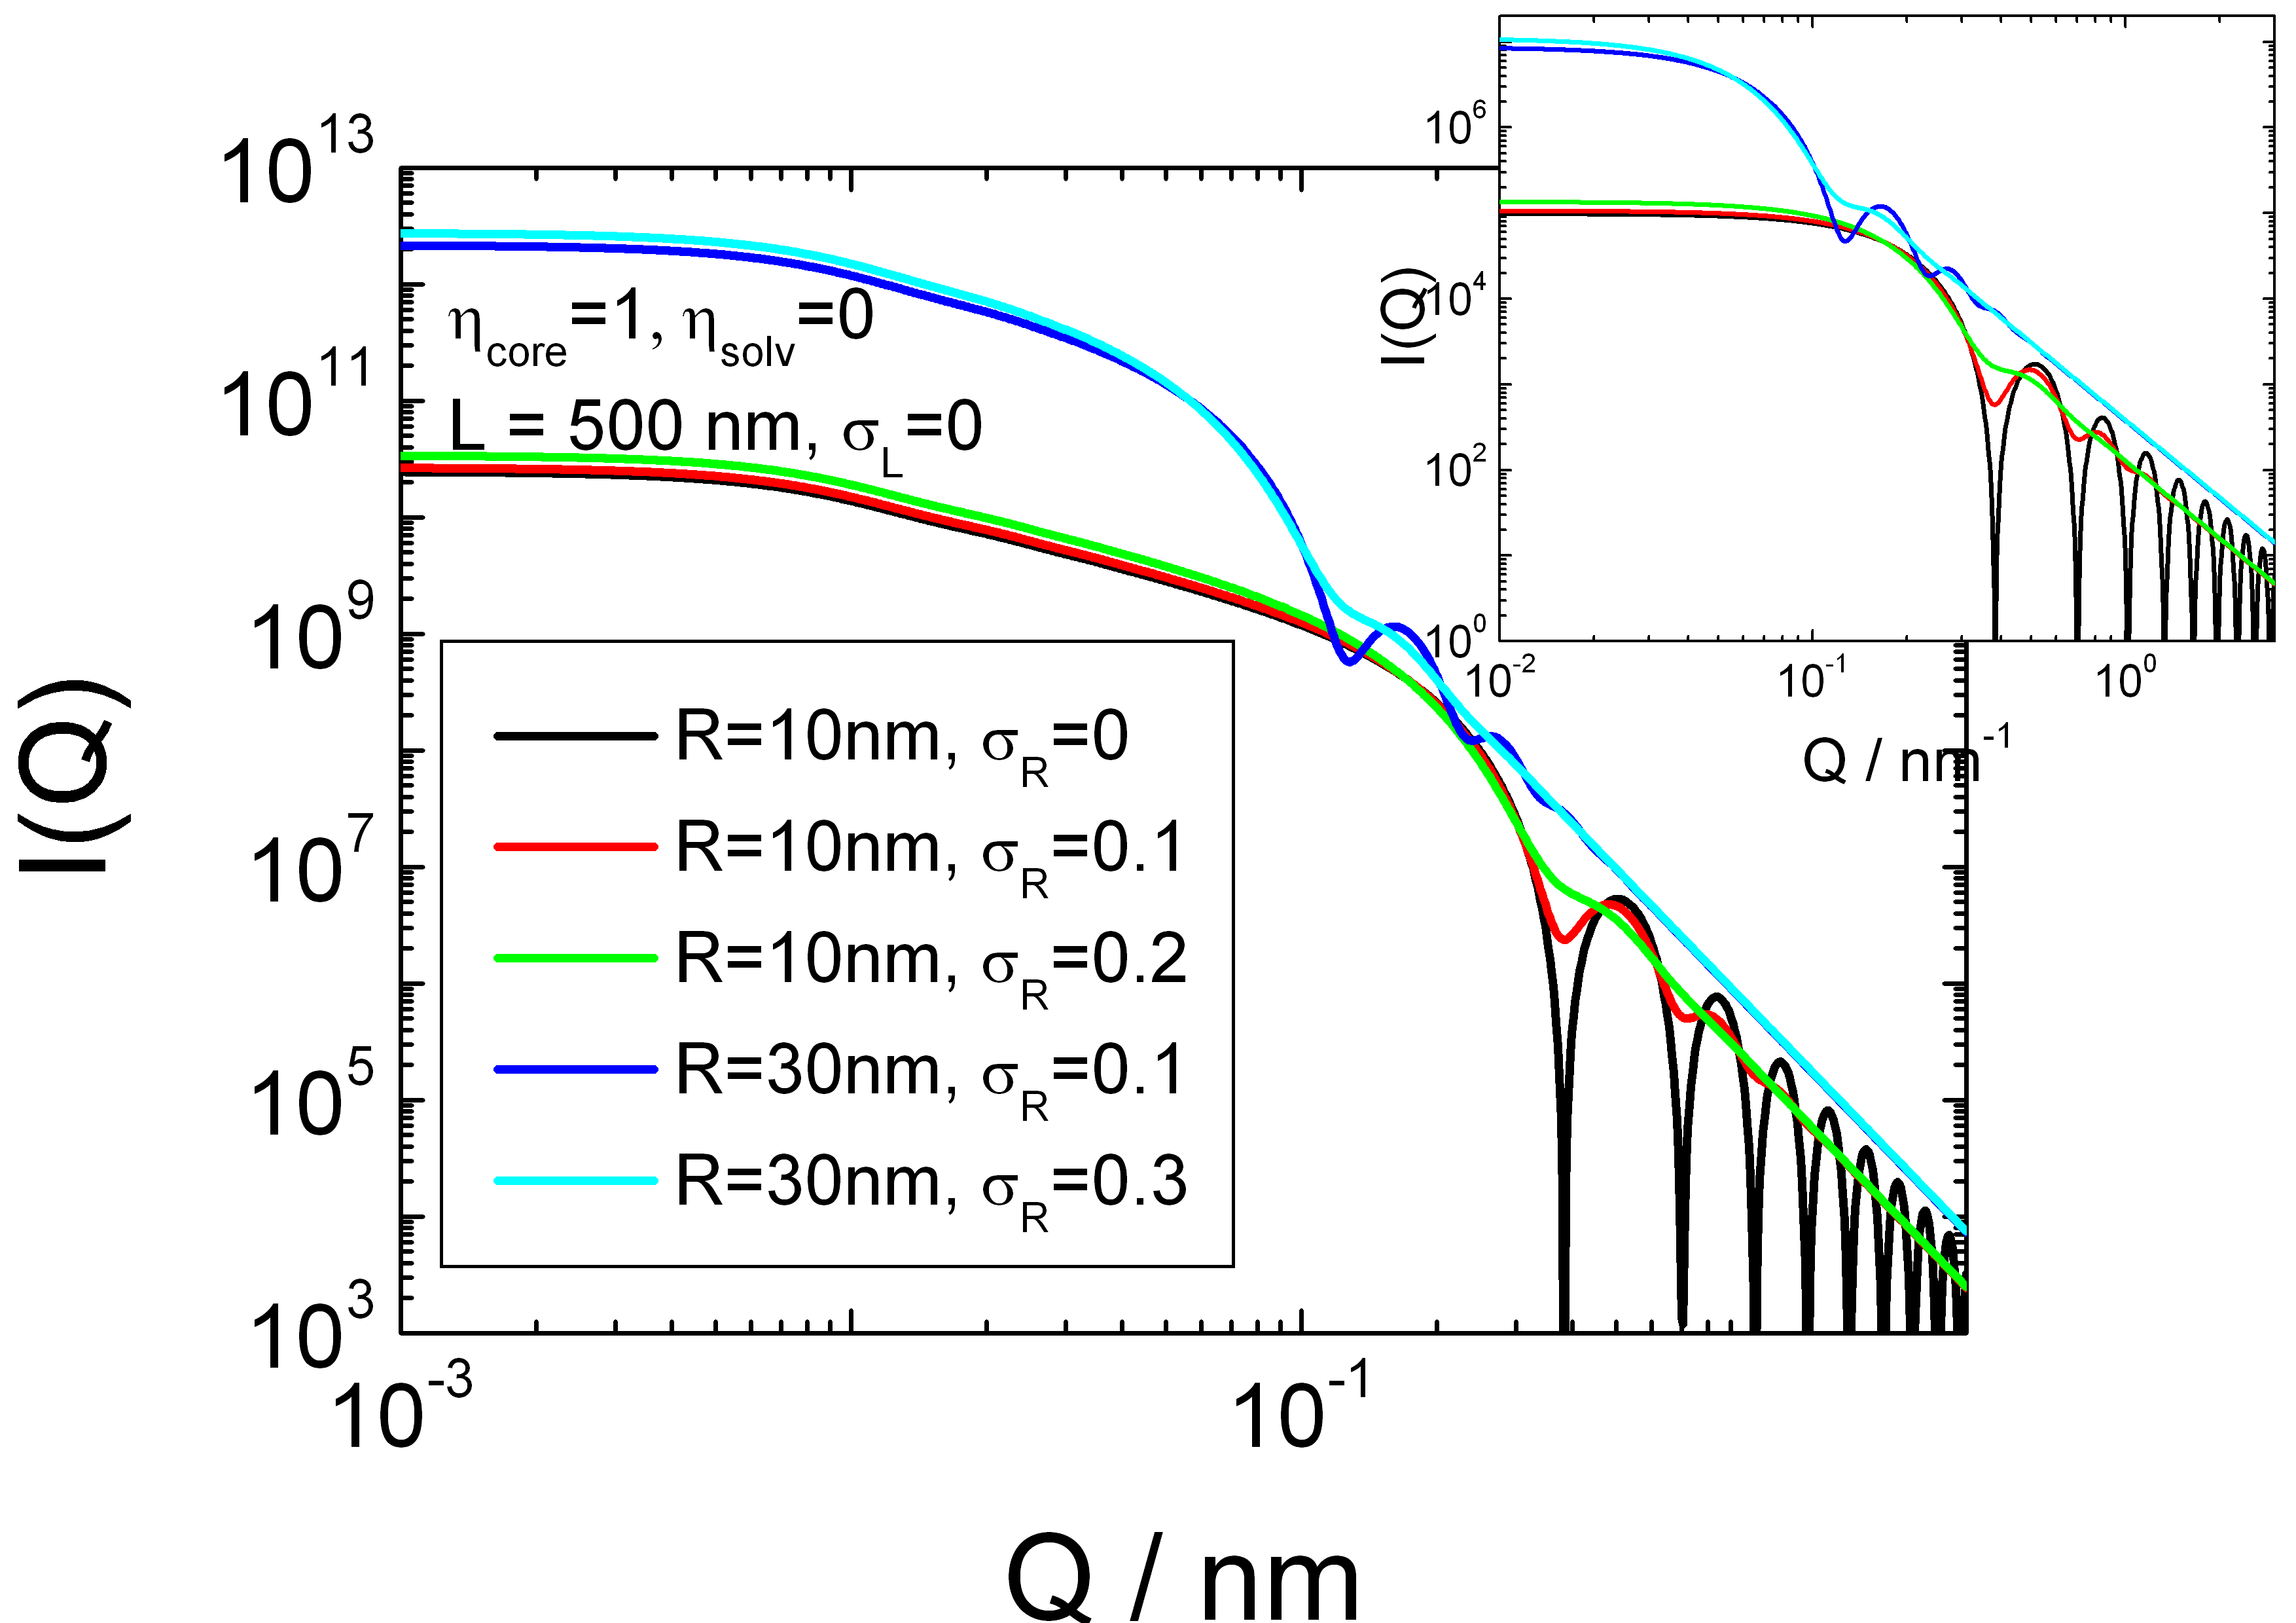 10^13
10^11
10^9
10^7
10^5
10^3
I(Q)
10^-3
10^-1
Q / nm
η_core=1, η_solv=0
L = 500 nm, σ_L=0
R=10nm, σ_R=0
R=10nm, σ_R=0.1
R=10nm, σ_R=0.2
R=30nm, σ_R=0.1
R=30nm, σ_R=0.3
10^6
10^4
10^2
10^0
I(Q)
10^-2
10^-1
10^0
Q / nm^-1